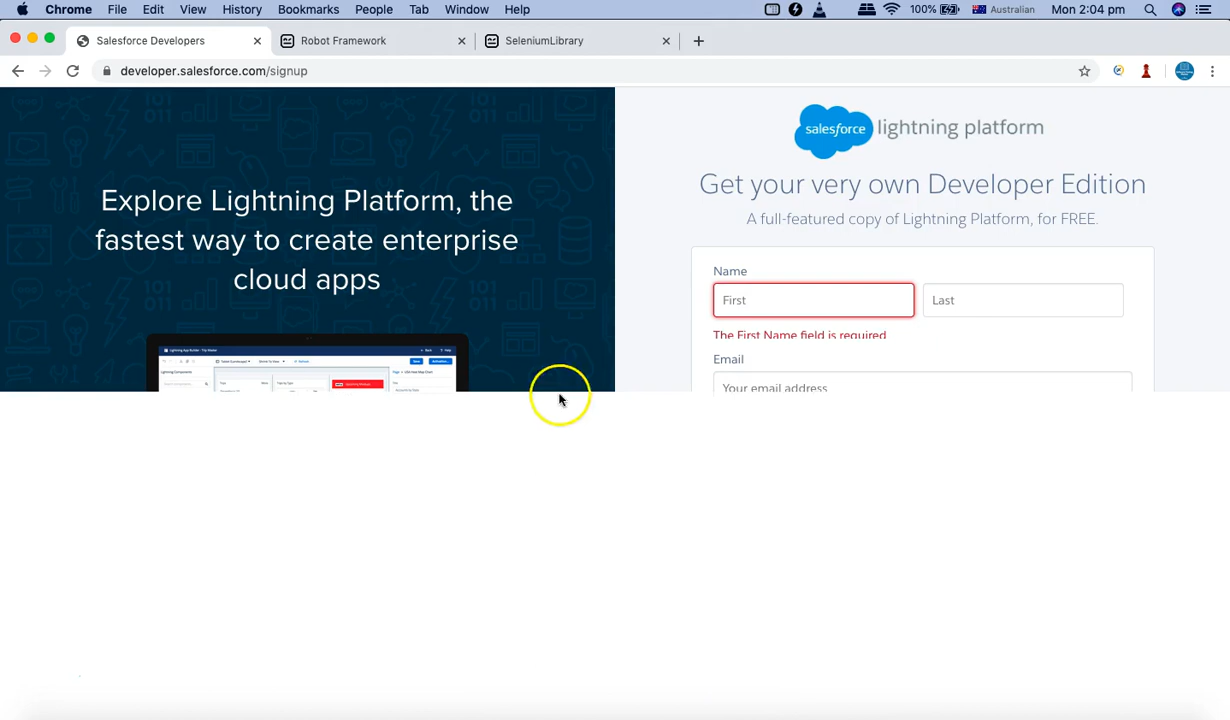 Chrome File Edit View History Bookmarks People Tab Window Help 100% Australian Mon 2:04 pm
Salesforce Developers Robot Framework SeleniumLibrary
developer.salesforce.com/signup
Explore Lightning Platform, the
fastest way to create enterprise
cloud apps
salesforce lightning platform
Get your very own Developer Edition
A full-featured copy of Lightning Platform, for FREE.
Name
First Last
The First Name field is required
Email
Your email address